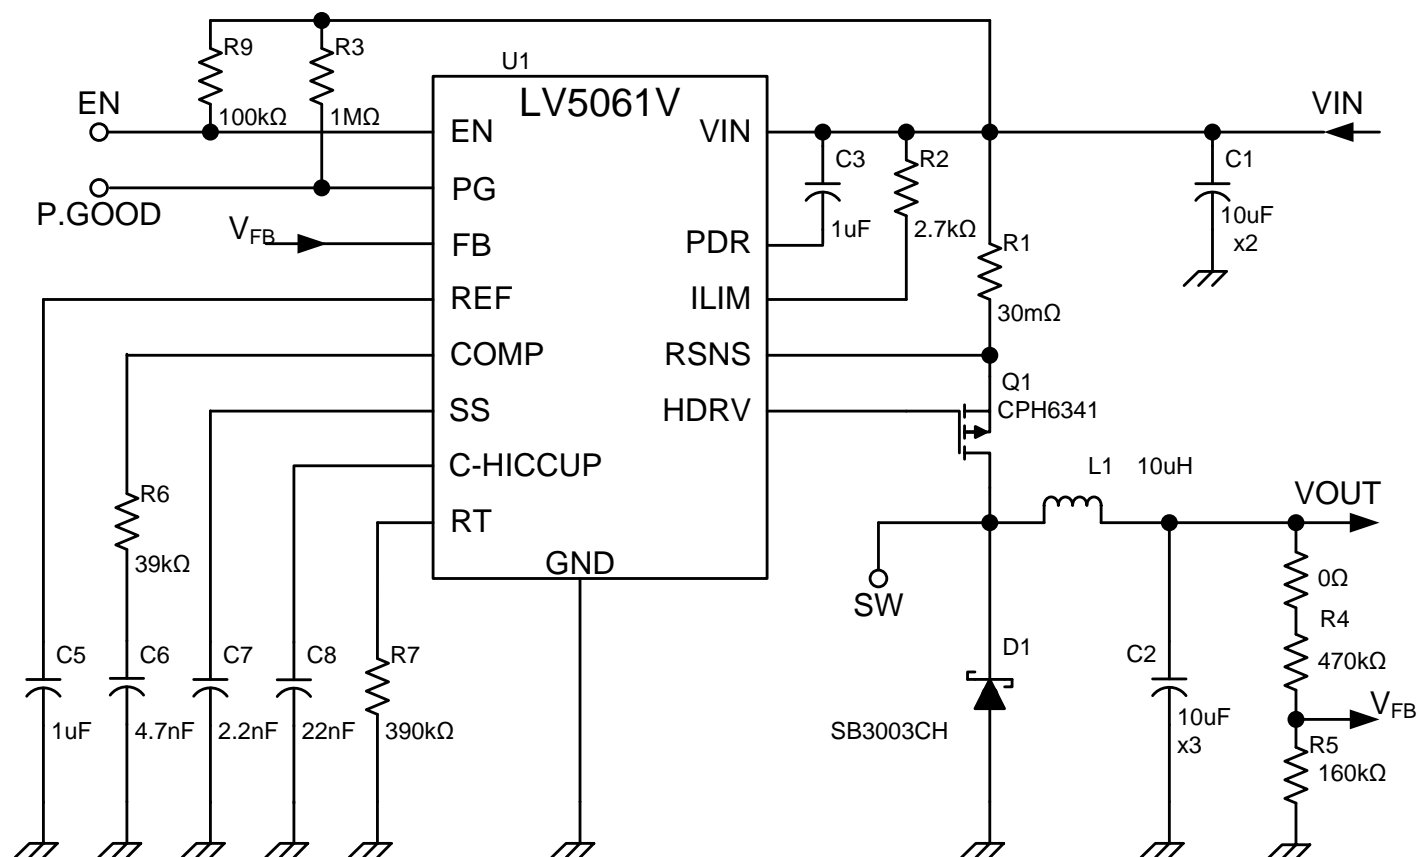 U1
LV5061V
R9
100kΩ
R3
1MΩ
EN
P.GOOD
VFB
EN
PG
FB
REF
COMP
SS
C-HICCUP
RT
GND
VIN
PDR
ILIM
RSNS
HDRV
VIN
C3
1uF
R2
2.7kΩ
R1
30mΩ
C1
10uF
x2
Q1
CPH6341
L1 10uH
VOUT
SW
0Ω
R4
470kΩ
VFB
R5
160kΩ
D1
SB3003CH
C2
10uF
x3
R6
39kΩ
C5
1uF
C6
4.7nF
C7
2.2nF
C8
22nF
R7
390kΩ